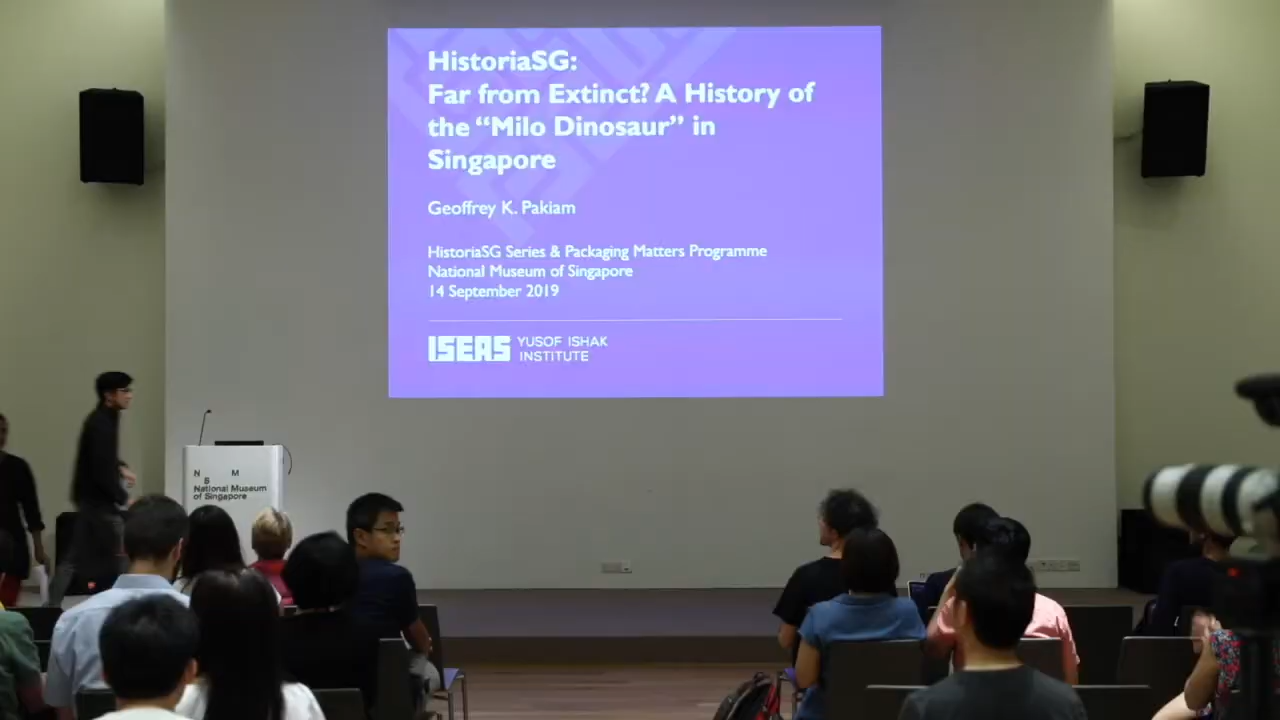 HistoriaSG:
Far from Extinct? A History of
the “Milo Dinosaur” in
Singapore
Geoffrey K. Pakiam
HistoriaSG Series & Packaging Matters Programme
National Museum of Singapore
14 September 2019
ISEAS YUSOF ISHAK
INSTITUTE
N M
S
National Museum
of Singapore